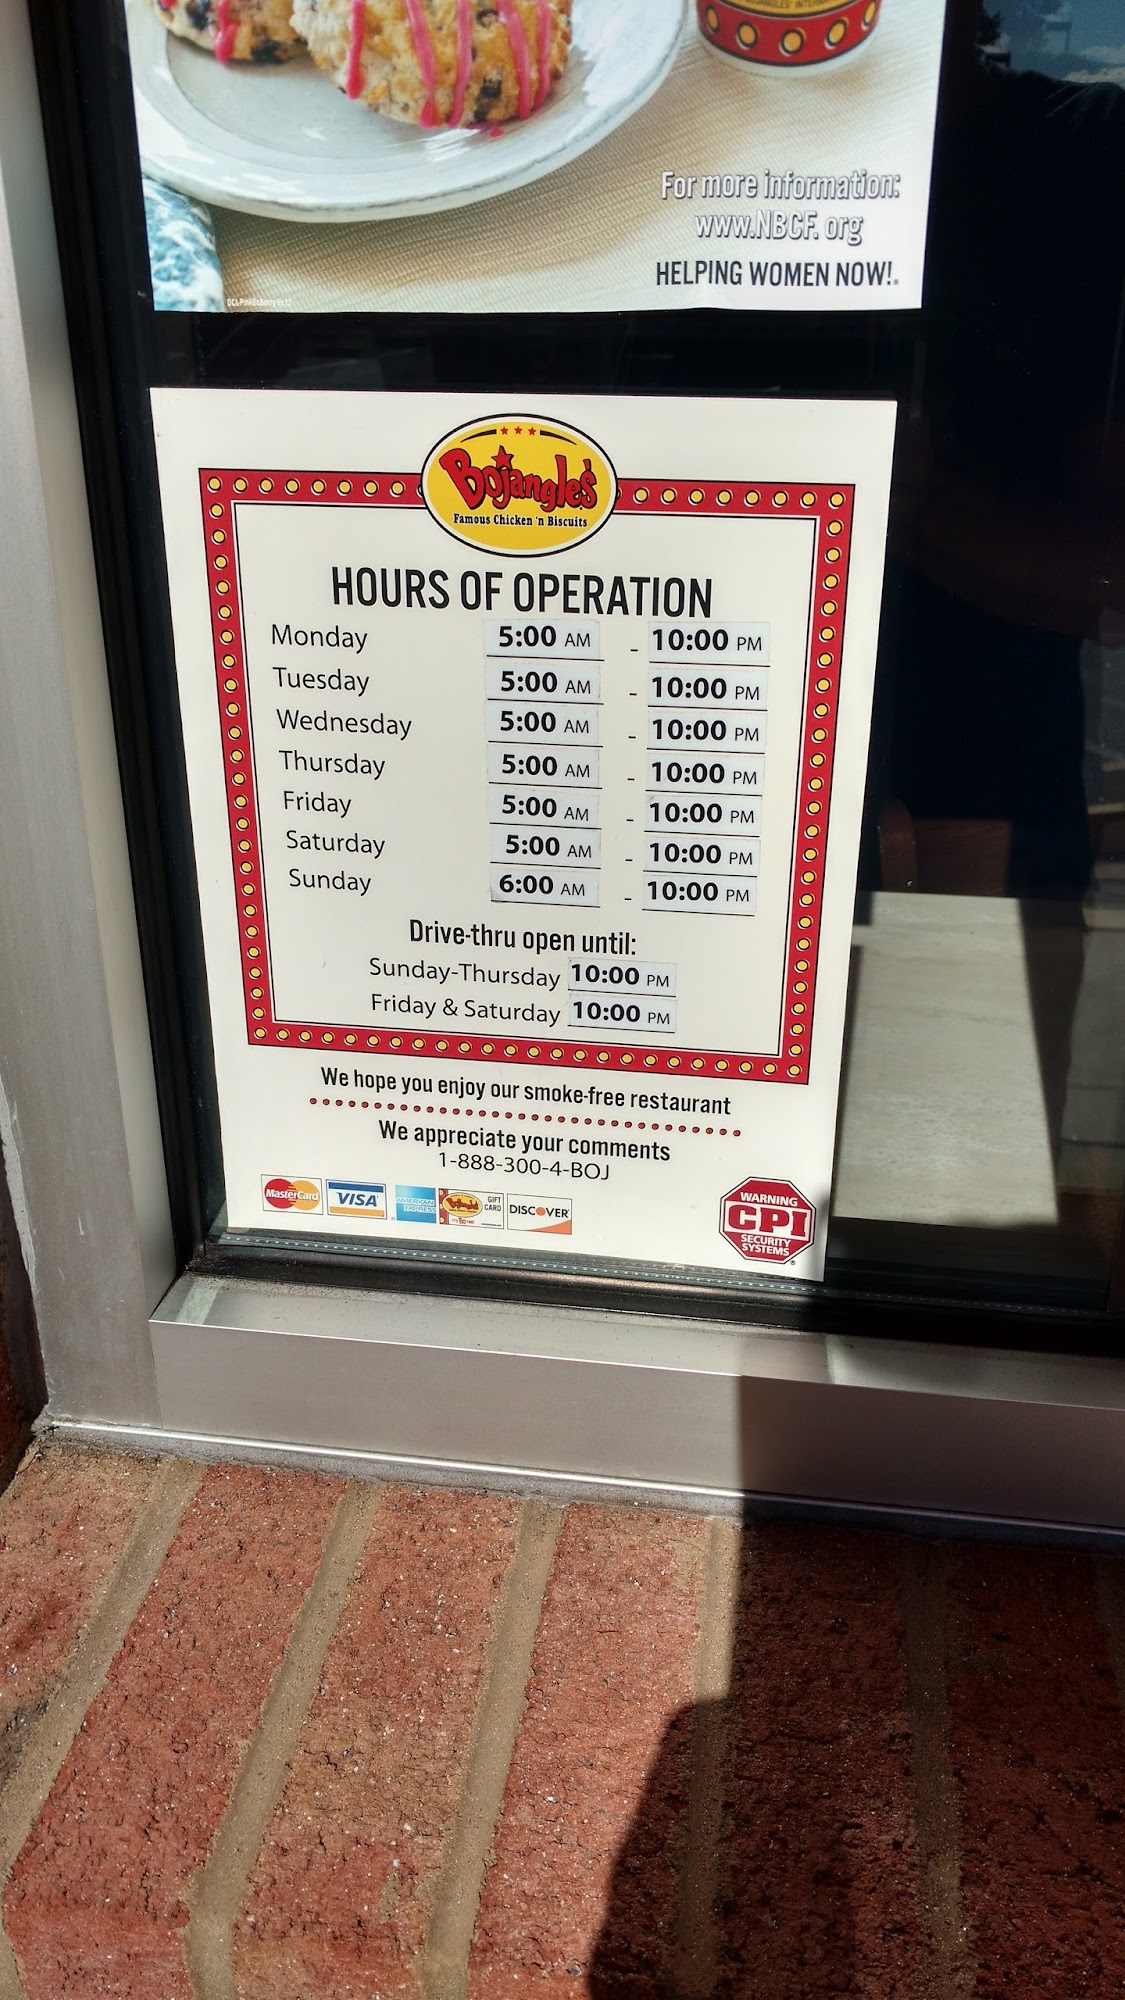 For more information:
www.NBCF.org
HELPING WOMEN NOW!®
Bojangles'
Famous Chicken 'n Biscuits
HOURS OF OPERATION
Monday 5:00 AM - 10:00 PM
Tuesday 5:00 AM - 10:00 PM
Wednesday 5:00 AM - 10:00 PM
Thursday 5:00 AM - 10:00 PM
Friday 5:00 AM - 10:00 PM
Saturday 5:00 AM - 10:00 PM
Sunday 6:00 AM - 10:00 PM
Drive-thru open until:
Sunday-Thursday 10:00 PM
Friday & Saturday 10:00 PM
We hope you enjoy our smoke-free restaurant
We appreciate your comments
1-888-300-4-BOJ
MasterCard VISA AMERICAN EXPRESS GIFT CARD DISCOVER
WARNING
CPI
SECURITY
SYSTEMS®